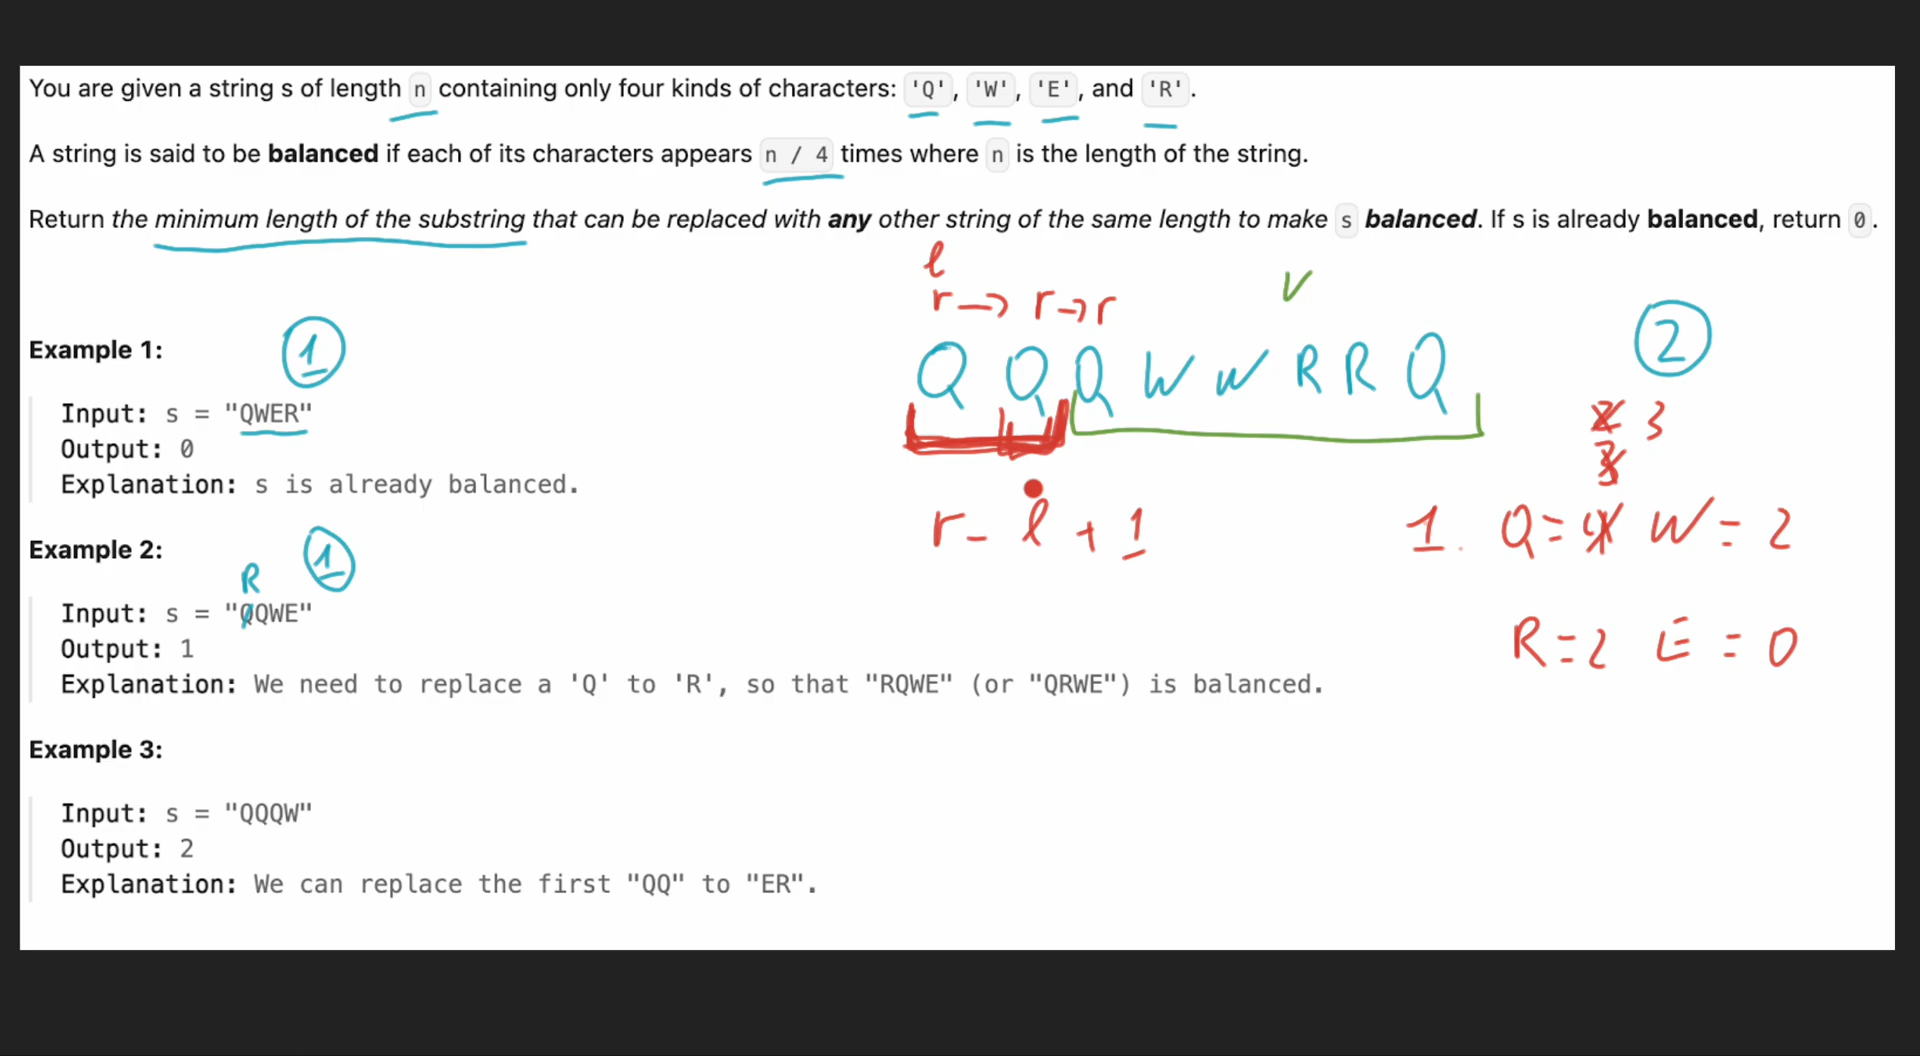 You are given a string s of length n containing only four kinds of characters: 'Q', 'W', 'E', and 'R'.
A string is said to be balanced if each of its characters appears n / 4 times where n is the length of the string.
Return the minimum length of the substring that can be replaced with any other string of the same length to make s balanced. If s is already balanced, return 0.
l
r → r → r
Q Q Q W W R R Q
2
3
r - l + 1
1. Q = 4 W = 2
R = 2 E = 0
Example 1:
1
Input: s = "QWER"
Output: 0
Explanation: s is already balanced.
Example 2:
1
R
Input: s = "QQWE"
Output: 1
Explanation: We need to replace a 'Q' to 'R', so that "RQWE" (or "QRWE") is balanced.
Example 3:
Input: s = "QQQW"
Output: 2
Explanation: We can replace the first "QQ" to "ER".